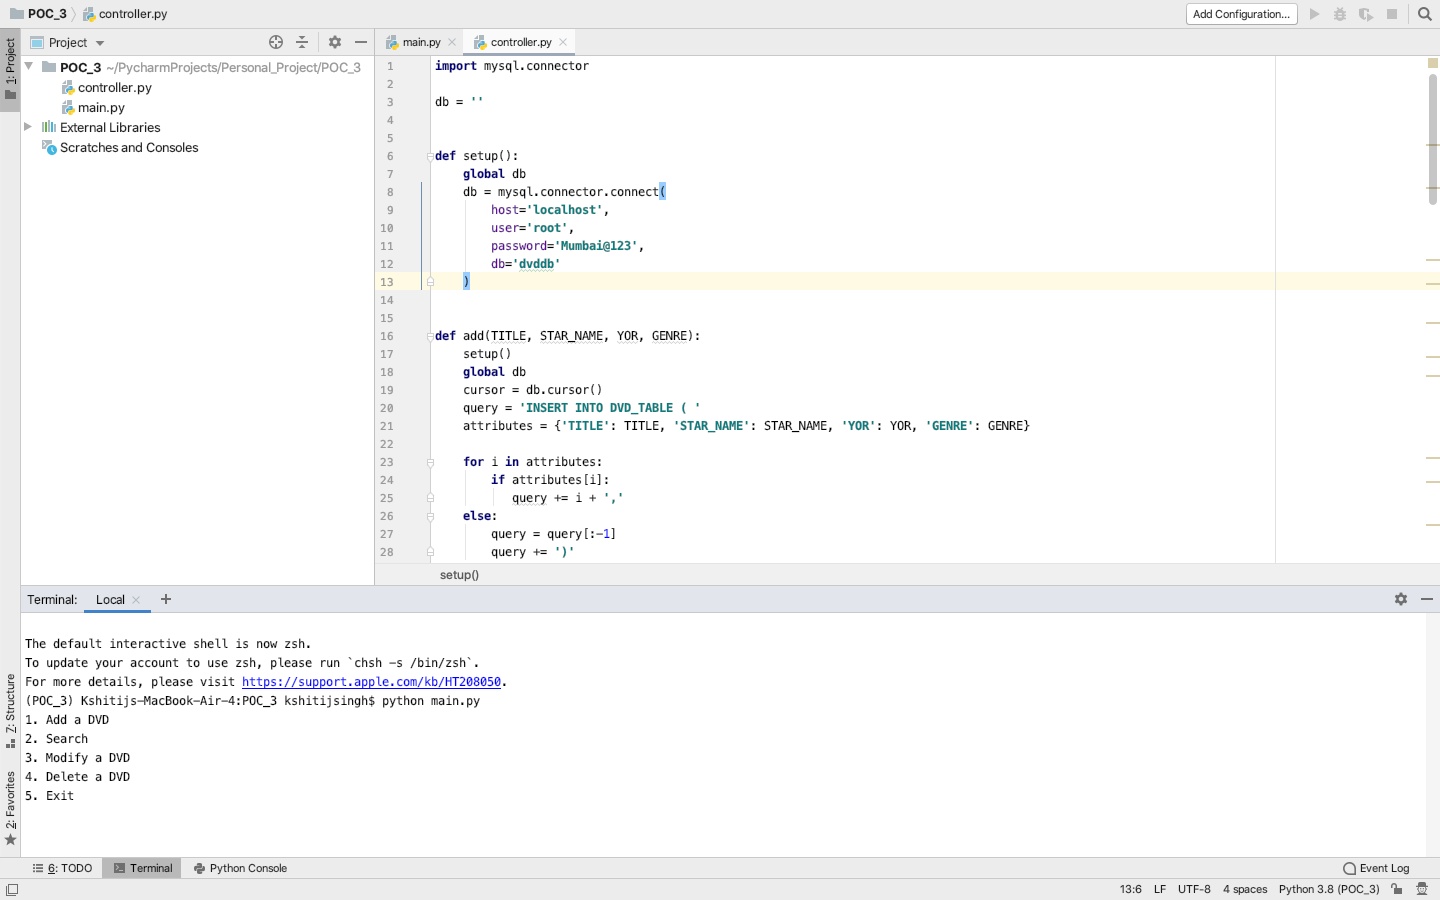 POC_3 controller.py Add Configuration...
1: Project
Project
main.py controller.py
POC_3 ~/PycharmProjects/Personal_Project/POC_3
controller.py
main.py
External Libraries
Scratches and Consoles
1 import mysql.connector
2
3 db = ''
4
5
6 def setup():
7 global db
8 db = mysql.connector.connect(
9 host='localhost',
10 user='root',
11 password='Mumbai@123',
12 db='dvddb'
13 )
14
15
16 def add(TITLE, STAR_NAME, YOR, GENRE):
17 setup()
18 global db
19 cursor = db.cursor()
20 query = 'INSERT INTO DVD_TABLE ( '
21 attributes = {'TITLE': TITLE, 'STAR_NAME': STAR_NAME, 'YOR': YOR, 'GENRE': GENRE}
22
23 for i in attributes:
24 if attributes[i]:
25 query += i + ','
26 else:
27 query = query[:-1]
28 query += ')'
setup()
Terminal: Local
The default interactive shell is now zsh.
To update your account to use zsh, please run `chsh -s /bin/zsh`.
For more details, please visit https://support.apple.com/kb/HT208050.
(POC_3) Kshitijs-MacBook-Air-4:POC_3 kshitijsingh$ python main.py
1. Add a DVD
2. Search
3. Modify a DVD
4. Delete a DVD
5. Exit
Z: Structure
2: Favorites
6: TODO Terminal Python Console Event Log
13:6 LF UTF-8 4 spaces Python 3.8 (POC_3)